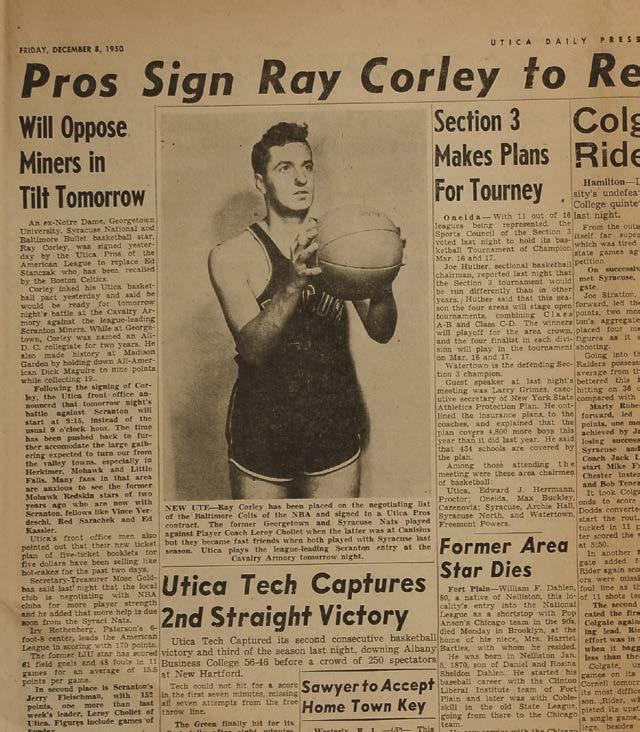 FRIDAY, DECEMBER 8, 1950
UTICA DAILY PRESS
Pros Sign Ray Corley to Re
Will Oppose
Miners in
Tilt Tomorrow
An ex-Notre Dame, Georgetown
University, Syracuse National and
Baltimore Bullet basketball star,
Ray Corley, was signed yester-
day by the Utica Pros of the
American League to replace Ed
Stanczak who has been recalled
by the Boston Celtics.
Corley inked his Utica basket-
ball pact yesterday and said he
would be ready for tomorrow
night's battle at the Cavalry Ar-
mory against the league-leading
Scranton Miners. While at George-
town, Corley was named an All-
D. C. collegiate for two years. He
also made history at Madison
Garden by holding down All-Amer-
ican Dick Maguire to nine points
while collecting 19.
Following the signing of Cor-
ley, the Utica front office an-
nounced that tomorrow night's
battle against Scranton will
start at 9:15, instead of the
usual 9 o'clock hour. The time
has been pushed back to fur-
ther accomodate the large gath-
ering expected to turn our from
the valley towns, especially in
Herkimer, Mohawk and Little
Falls. Many fans in that area
are anxious to see the former
Mohawk Redskin stars of two
years ago who are now with
Scranton, fellows like Vince Ver-
deschi, Red Sarachek and Ed
Kassler.
Utica's front office men also
pointed out that their new ticket
plan of five-ticket booklets for
five dollars have been selling like
hot-cakes for the past two days.
Secretary-Treasurer Mose Gold-
has said last night that the local
club is negotiating with NBA
clubs for more player strength
and he added that more help is due
soon from the Syraci Nats.
Irv Rothenberg, Paterson's 6-
foot-8 center, leads the American
League in scoring with 170 points.
The former LIU star has scored
61 field goals and 48 fouls in 11
games for an average of 15.5
points per game.
In second place is Scranton's
Jerry Fleischman, with 152
points, one more than last
week's leader, Leroy Chollet of
Utica. Figures include games of
NEW UTE—Ray Corley has been placed on the negotiating list
of the Baltimore Colts of the NBA and signed to a Utica Pros
contract. The former Georgetown and Syracuse Nats played
against Player Coach Leroy Chollet when the latter was at Canisius
but they became fast friends when both played with Syracuse last
season. Utica plays the league-leading Scranton entry at the
Cavalry Armory tomorrow night.
Utica Tech Captures
2nd Straight Victory
Utica Tech Captured its second consecutive basketball
victory and third of the season last night, downing Albany
Business College 56-46 before a crowd of 250 spectators
at New Hartford.
Tech could not hit for a score
in the first seven minutes, missing
all seven attempts from the free
throw line.
The Green finally hit for its
Sawyer to Accept
Home Town Key
Section 3
Makes Plans
For Tourney
Oneida—With 11 out of 16
leagues being represented, the
Sports Council of the Section 3
voted last night to hold its bas-
ketball Tournament of Champion
Mar. 16 and 17.
Joe Huther, sectional basketball
chairman, reported last night that
the Section 3 tournament would
be run differently than in other
years. Huther said that this sea-
son the four areas will stage open
tournaments, combining Class
A-B and Class C-D. The winners
will playoff for the area crown,
and the four finalist in each divi-
sion will play in the tournament
on Mar. 16 and 17.
Watertown is the defending Sec-
tion 3 champion.
Guest speaker at last night's
meeting was Larry Grimes, exec-
utive secretary of New York State
Athletics Protection Plan. He out-
lined the insurance plans, to the
coaches, and explained that the
plan covers 4,800 more boys this
year than it did last year. He said
that 434 schools are covered by
the plan.
Among those attending the
meeting were these area chairmen
of basketball:
Utica, Edward J. Herrmann,
Proctor; Oneida, Max Buckley,
Cazenovia; Syracuse, Archie Hall,
Syracuse North, and Watertown,
Freemont Powers.
Former Area
Star Dies
Fort Plain—William F. Dahlen,
80, a native of Nelliston, this lo-
cality's entry into the National
League as a shortstop with Pop
Anson's Chicago team in the 90s,
died Monday in Brooklyn, at the
home of his niece, Mrs. Harriet
Bartles, with whom he resided.
He was born in Nelliston Jan.
5, 1870, son of Daniel and Rosina
Sheldon Dahlen. He started his
baseball career with the Clinton
Liberal Institute team of Fort
Plain and later was with Coble-
skill in the old State League,
going from there to the Chicago
team.
Colg
Ride
Hamilton—
sity's undefea
College quinte
last night.
From the outs
itself far supe
which was tired
state games ag
petition.
On successiv
met Syracuse,
gate.
Joe Stratton
forward, led the
points, two mor
ton's aggregate
placed four
figures as it
shooting.
Going into t
Raiders possess
average from th
bettered this
hitting on 26 o
compared with 3
Marty Rube
forward, led
points, one mo
achieved by Ja
losing succes
Syracuse and
Coach Jack L
start Mike F
Chester instea
and Bob Tener
It took Colga
onds to score
Dodds converte
start the rout.
tucked in 11 p
ter scored the
at 5:50.
In another
gate added f
Rider again sco
ors were miss
foul line as th
of 11 shots te
The secon
cated the firs
Colgate again
ing lead. Ri
effort was in
when it bagg
less than the
Colgate,
games on its
Cornell tomor
its most diffic
son. Rider, wh
pleted its upst